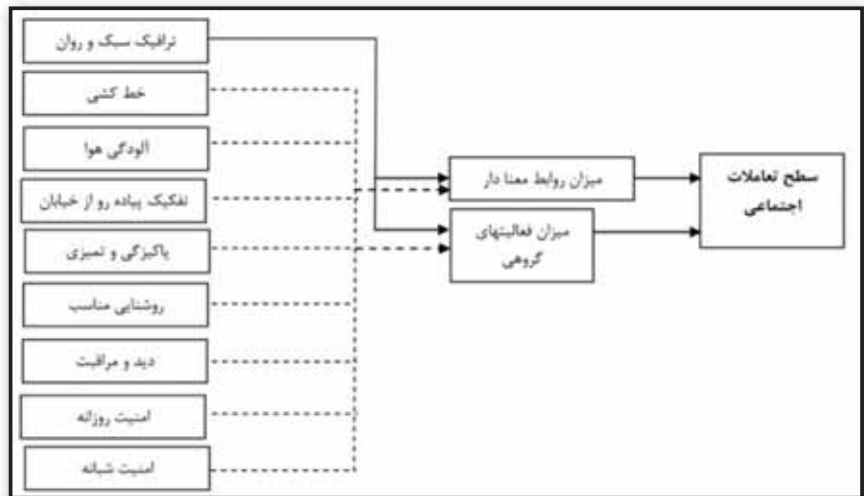 ترافیک سبک و روان
خط کشی
آلودگی هوا
تفکیک پیاده رو از خیابان
پاکیزگی و تمیزی
روشنایی مناسب
دید و مراقبت
امنیت روزانه
امنیت شبانه
میزان روابط معنا دار
میزان فعالیتهای
گروهی
سطح تعاملات
اجتماعی